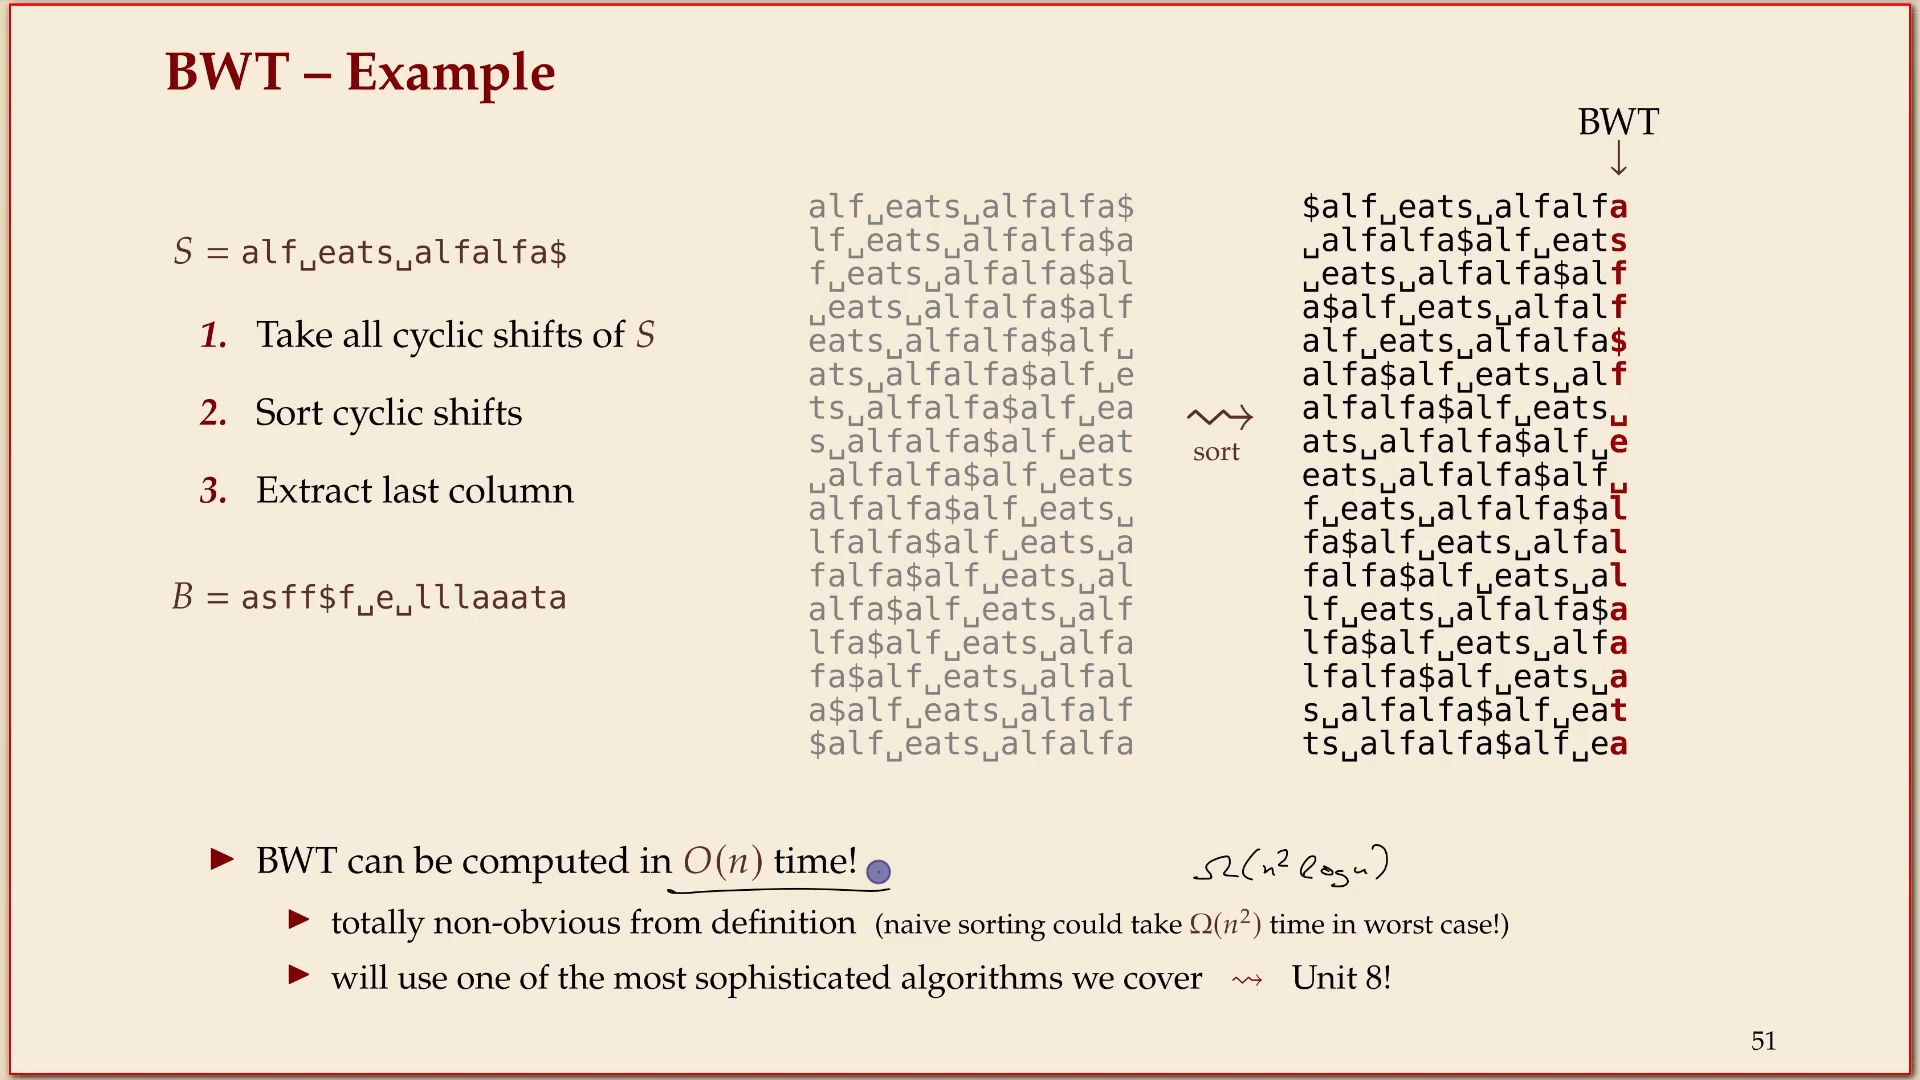 BWT – Example
BWT
↓
S = alf␣eats␣alfalfa$
1. Take all cyclic shifts of S
2. Sort cyclic shifts
3. Extract last column
B = asff$f␣e␣lllaaata
alf␣eats␣alfalfa$
lf␣eats␣alfalfa$a
f␣eats␣alfalfa$al
␣eats␣alfalfa$alf
eats␣alfalfa$alf␣
ats␣alfalfa$alf␣e
ts␣alfalfa$alf␣ea
s␣alfalfa$alf␣eat
␣alfalfa$alf␣eats
alfalfa$alf␣eats␣
lfalfa$alf␣eats␣a
falfa$alf␣eats␣al
alfa$alf␣eats␣alf
lfa$alf␣eats␣alfa
fa$alf␣eats␣alfal
a$alf␣eats␣alfalf
$alf␣eats␣alfalfa
⇝
sort
$alf␣eats␣alfalfa
␣alfalfa$alf␣eats
␣eats␣alfalfa$alf
a$alf␣eats␣alfalf
alf␣eats␣alfalfa$
alfa$alf␣eats␣alf
alfalfa$alf␣eats␣
ats␣alfalfa$alf␣e
eats␣alfalfa$alf␣
f␣eats␣alfalfa$al
fa$alf␣eats␣alfal
falfa$alf␣eats␣al
lf␣eats␣alfalfa$a
lfa$alf␣eats␣alfa
lfalfa$alf␣eats␣a
s␣alfalfa$alf␣eat
ts␣alfalfa$alf␣ea
▶ BWT can be computed in O(n) time!
Ω(n² log n)
▶ totally non-obvious from definition (naive sorting could take Ω(n²) time in worst case!)
▶ will use one of the most sophisticated algorithms we cover ⇝ Unit 8!
51